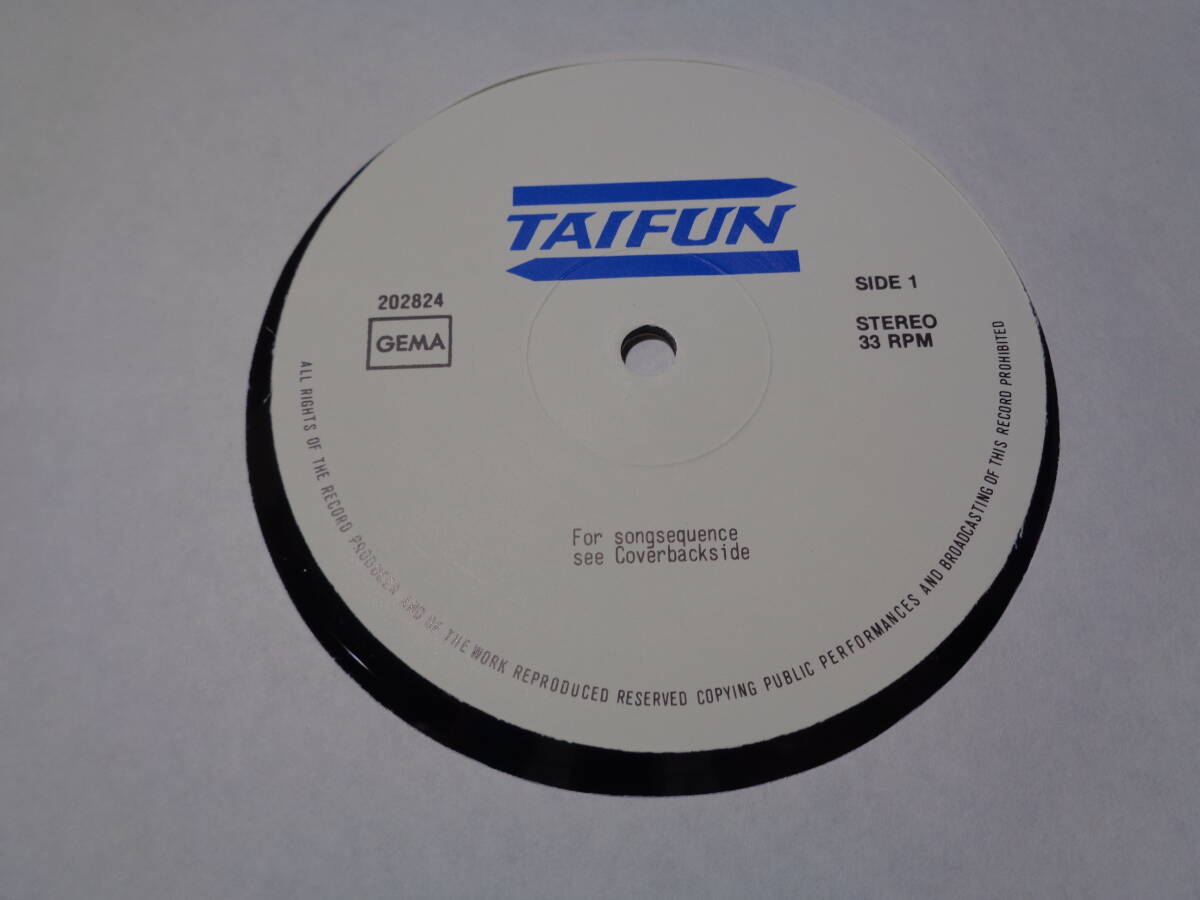 TAIFUN
202824
GEMA
SIDE 1
STEREO
33 RPM
For songsequence
see Coverbackside
ALL RIGHTS OF THE RECORD PRODUCER AND OF THE WORK REPRODUCED RESERVED COPYING PUBLIC PERFORMANCES AND BROADCASTING OF THIS RECORD PROHIBITED